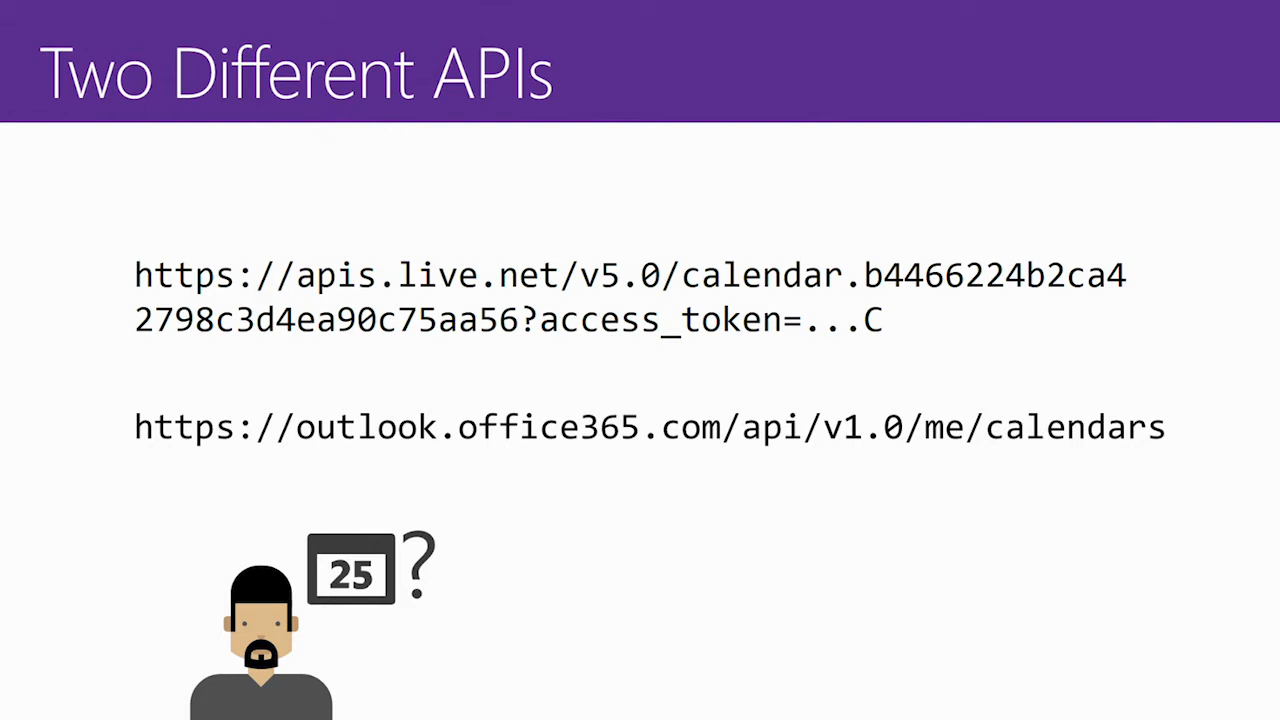 Two Different APIs
https://apis.live.net/v5.0/calendar.b4466224b2ca4
2798c3d4ea90c75aa56?access_token=...C
https://outlook.office365.com/api/v1.0/me/calendars
25 ?